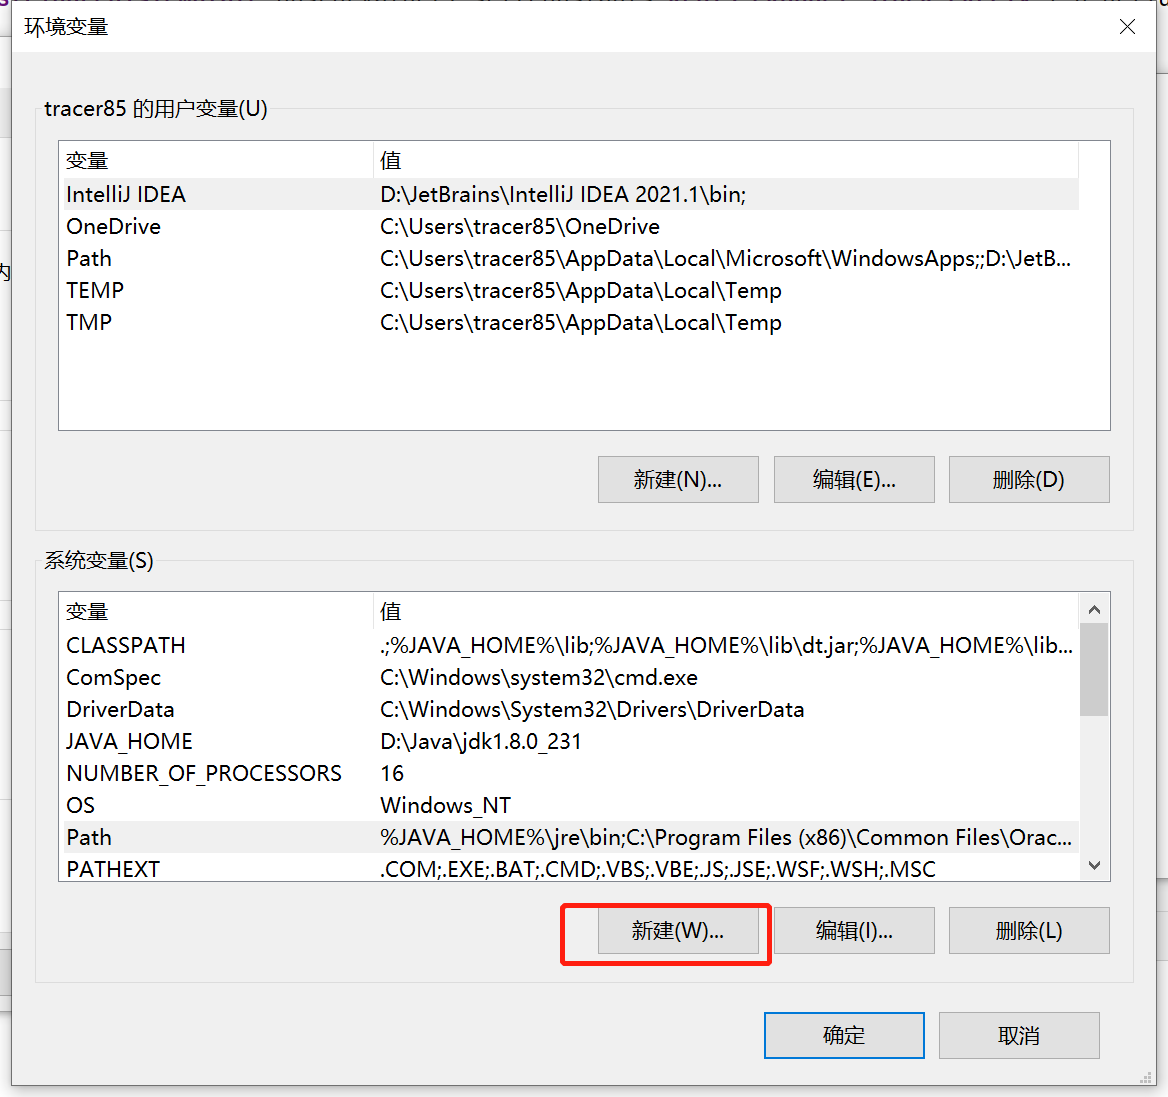 环境变量
tracer85 的用户变量(U)
变量 值
IntelliJ IDEA D:\JetBrains\IntelliJ IDEA 2021.1\bin;
OneDrive C:\Users\tracer85\OneDrive
Path C:\Users\tracer85\AppData\Local\Microsoft\WindowsApps;;D:\JetB...
TEMP C:\Users\tracer85\AppData\Local\Temp
TMP C:\Users\tracer85\AppData\Local\Temp
新建(N)... 编辑(E)... 删除(D)
系统变量(S)
变量 值
CLASSPATH .;%JAVA_HOME%\lib;%JAVA_HOME%\lib\dt.jar;%JAVA_HOME%\lib...
ComSpec C:\Windows\system32\cmd.exe
DriverData C:\Windows\System32\Drivers\DriverData
JAVA_HOME D:\Java\jdk1.8.0_231
NUMBER_OF_PROCESSORS 16
OS Windows_NT
Path %JAVA_HOME%\jre\bin;C:\Program Files (x86)\Common Files\Orac...
PATHEXT .COM;.EXE;.BAT;.CMD;.VBS;.VBE;.JS;.JSE;.WSF;.WSH;.MSC
新建(W)... 编辑(I)... 删除(L)
确定 取消